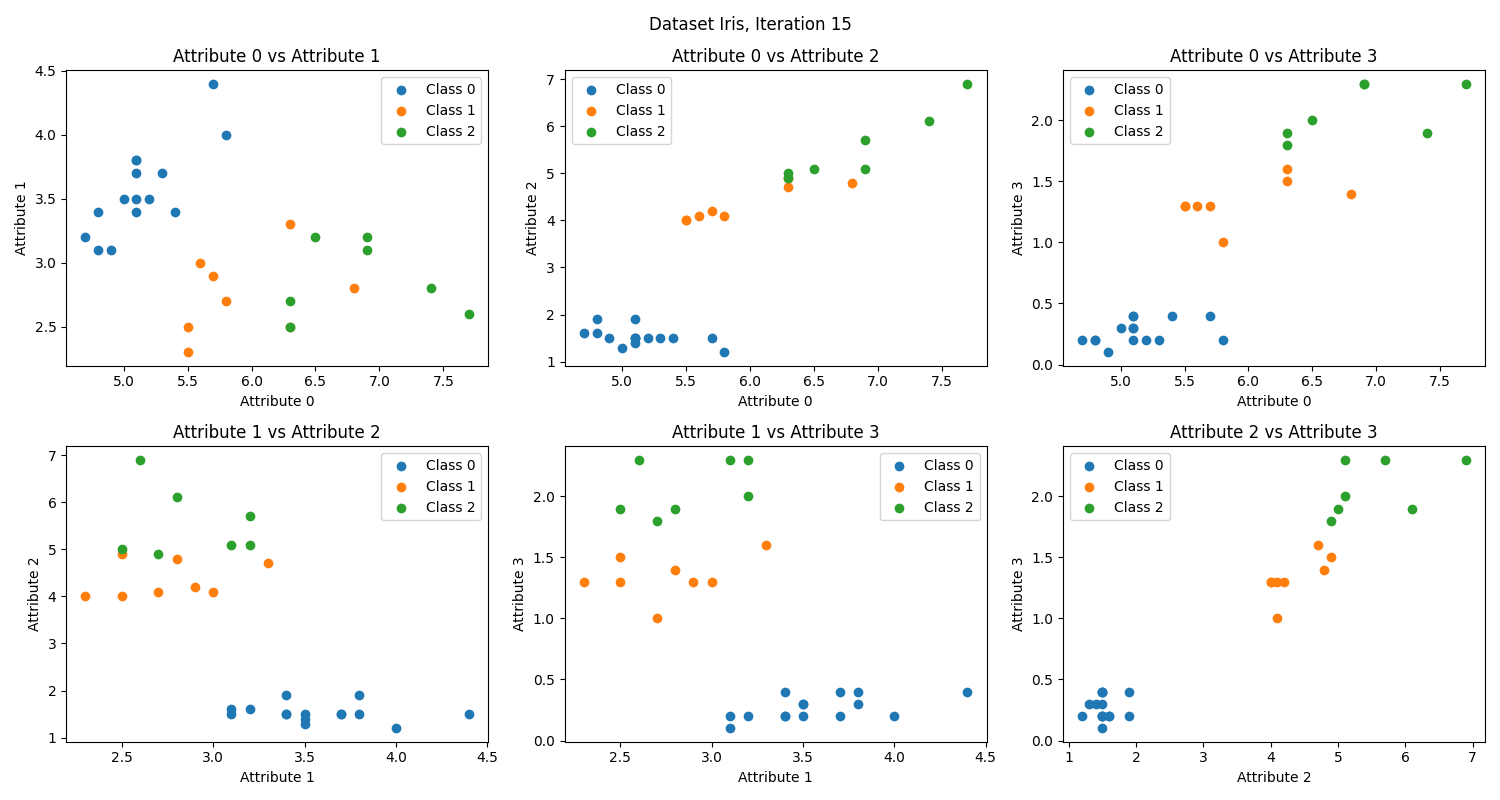 Dataset Iris, Iteration 15
Attribute 0 vs Attribute 1
4.5
4.0
3.5
3.0
2.5
Attribute 1
5.0 5.5 6.0 6.5 7.0 7.5
Attribute 0
Class 0
Class 1
Class 2
Attribute 0 vs Attribute 2
7
6
5
4
3
2
1
Attribute 2
5.0 5.5 6.0 6.5 7.0 7.5
Attribute 0
Class 0
Class 1
Class 2
Attribute 0 vs Attribute 3
2.0
1.5
1.0
0.5
0.0
Attribute 3
5.0 5.5 6.0 6.5 7.0 7.5
Attribute 0
Class 0
Class 1
Class 2
Attribute 1 vs Attribute 2
7
6
5
4
3
2
1
Attribute 2
2.5 3.0 3.5 4.0 4.5
Attribute 1
Class 0
Class 1
Class 2
Attribute 1 vs Attribute 3
2.0
1.5
1.0
0.5
0.0
Attribute 3
2.5 3.0 3.5 4.0 4.5
Attribute 1
Class 0
Class 1
Class 2
Attribute 2 vs Attribute 3
2.0
1.5
1.0
0.5
0.0
Attribute 3
1 2 3 4 5 6 7
Attribute 2
Class 0
Class 1
Class 2